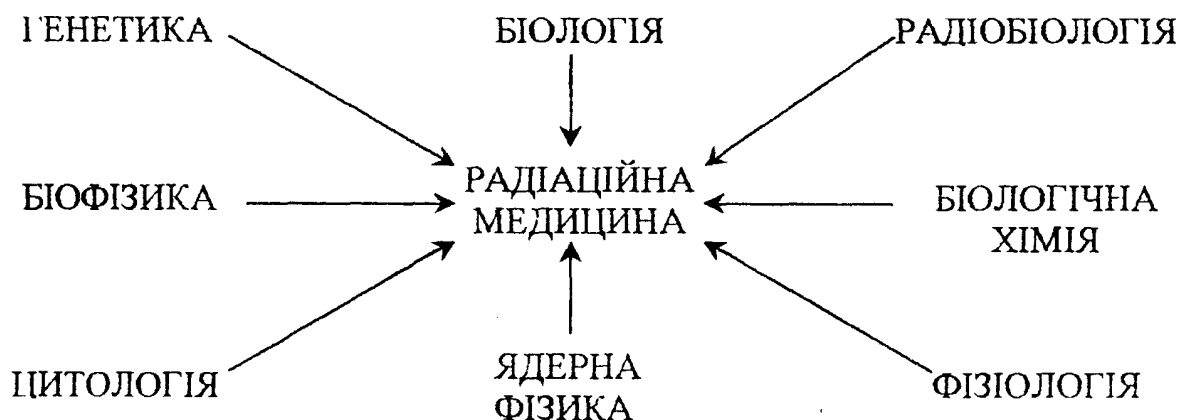 ГЕНЕТИКА
БІОЛОГІЯ
РАДІОБІОЛОГІЯ
БІОФІЗИКА
РАДІАЦІЙНА
МЕДИЦИНА
БІОЛОГІЧНА
ХІМІЯ
ЦИТОЛОГІЯ
ЯДЕРНА
ФІЗИКА
ФІЗІОЛОГІЯ